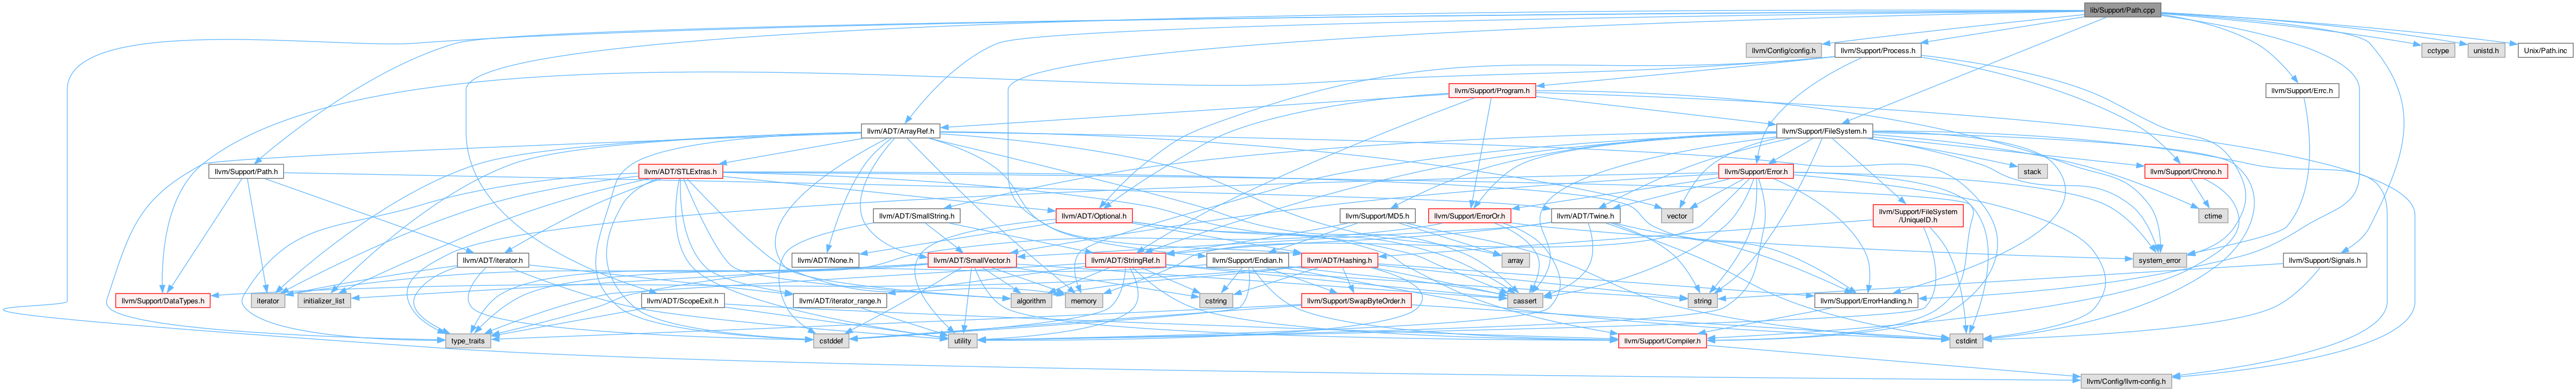 lib/Support/Path.cpp
llvm/Config/config.h
llvm/Support/Process.h
cctype
unistd.h
Unix/Path.inc
llvm/Support/Program.h
llvm/Support/Errc.h
llvm/ADT/ArrayRef.h
llvm/Support/FileSystem.h
llvm/Support/Path.h
llvm/ADT/STLExtras.h
llvm/Support/Error.h
stack
llvm/Support/Chrono.h
llvm/ADT/SmallString.h
llvm/ADT/Optional.h
llvm/Support/MD5.h
llvm/Support/ErrorOr.h
llvm/ADT/Twine.h
vector
llvm/Support/FileSystem
/UniqueID.h
ctime
llvm/ADT/iterator.h
llvm/ADT/None.h
llvm/ADT/SmallVector.h
llvm/ADT/StringRef.h
llvm/Support/Endian.h
llvm/ADT/Hashing.h
array
system_error
llvm/Support/Signals.h
llvm/Support/DataTypes.h
iterator
initializer_list
llvm/ADT/ScopeExit.h
llvm/ADT/iterator_range.h
algorithm
memory
cstring
llvm/Support/SwapByteOrder.h
cassert
string
llvm/Support/ErrorHandling.h
type_traits
cstddef
utility
llvm/Support/Compiler.h
cstdint
llvm/Config/llvm-config.h